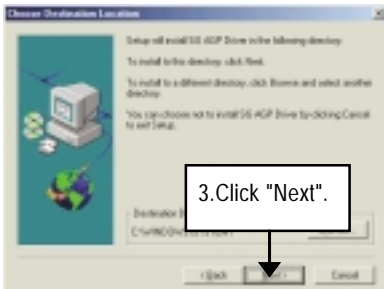 Choose Destination Location
Setup will install SiS AGP Driver in the following directory.
To install to this directory, click Next.
To install to a different directory, click Browse and select another
directory.
You can choose not to install SiS AGP Driver by clicking Cancel
to exit Setup.
3.Click "Next".
Destination
< Back
Cancel